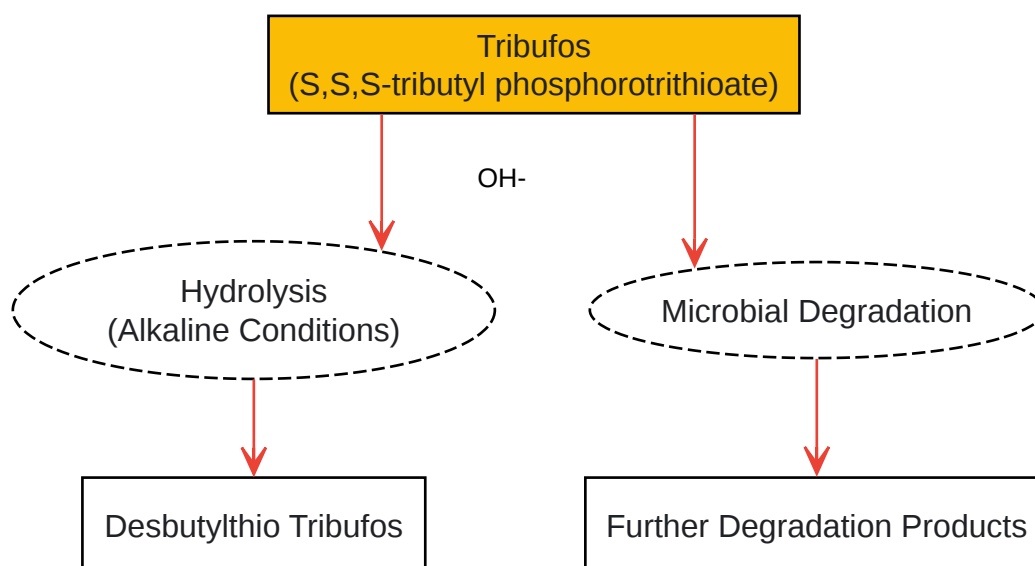 Tribufos
(S,S,S-tributyl phosphorotrithioate)
OH-
Hydrolysis
(Alkaline Conditions)
Microbial Degradation
Desbutylthio Tribufos
Further Degradation Products